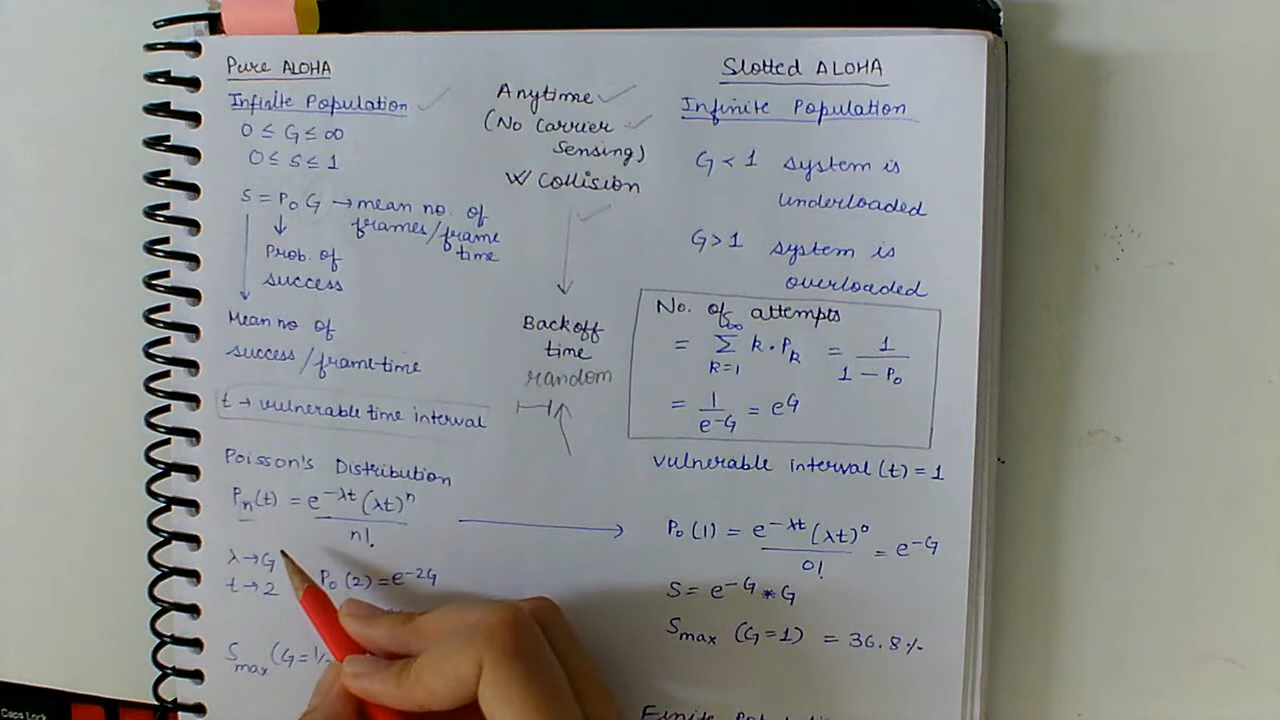 Pure ALOHA
Infinite Population
0 ≤ G ≤ ∞
0 ≤ S ≤ 1
S = P₀ G → mean no. of
frames/frame
time
↓
Prob. of
success
Mean no of
success/frame-time
t → vulnerable time interval
Poisson's Distribution
Pn(t) = e^-λt (λt)^n
n!
λ → G
t → 2
P₀(2) = e^-2G
Smax (G = 1/
Anytime ✓
(No carrier ✓
Sensing)
W Collision
Backoff
time
random
Slotted ALOHA
Infinite Population
G < 1 system is
underloaded
G > 1 system is
overloaded
No. of attempts
= ∞ Σ k=1 k · Pk = 1 / 1 - P₀
= 1 / e^-G = e^G
vulnerable interval (t) = 1
P₀(1) = e^-λt (λt)^0 / 0! = e^-G
S = e^-G * G
Smax (G=1) = 36.8%